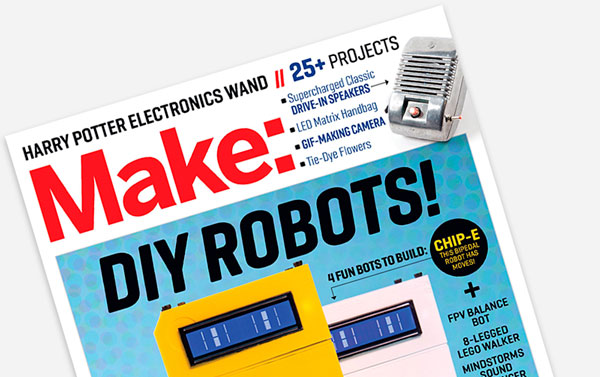 HARRY POTTER ELECTRONICS WAND // 25+ PROJECTS
Make:
▪ Supercharged Classic
DRIVE-IN SPEAKERS
▪ LED Matrix Handbag
▪ GIF-MAKING CAMERA
▪ Tie-Dye Flowers
DIY ROBOTS!
4 FUN BOTS TO BUILD:
CHIP-E
THIS BIPEDAL
ROBOT HAS
MOVES!
+
FPV BALANCE
BOT
8-LEGGED
LEGO WALKER
MINDSTORMS
SOUND